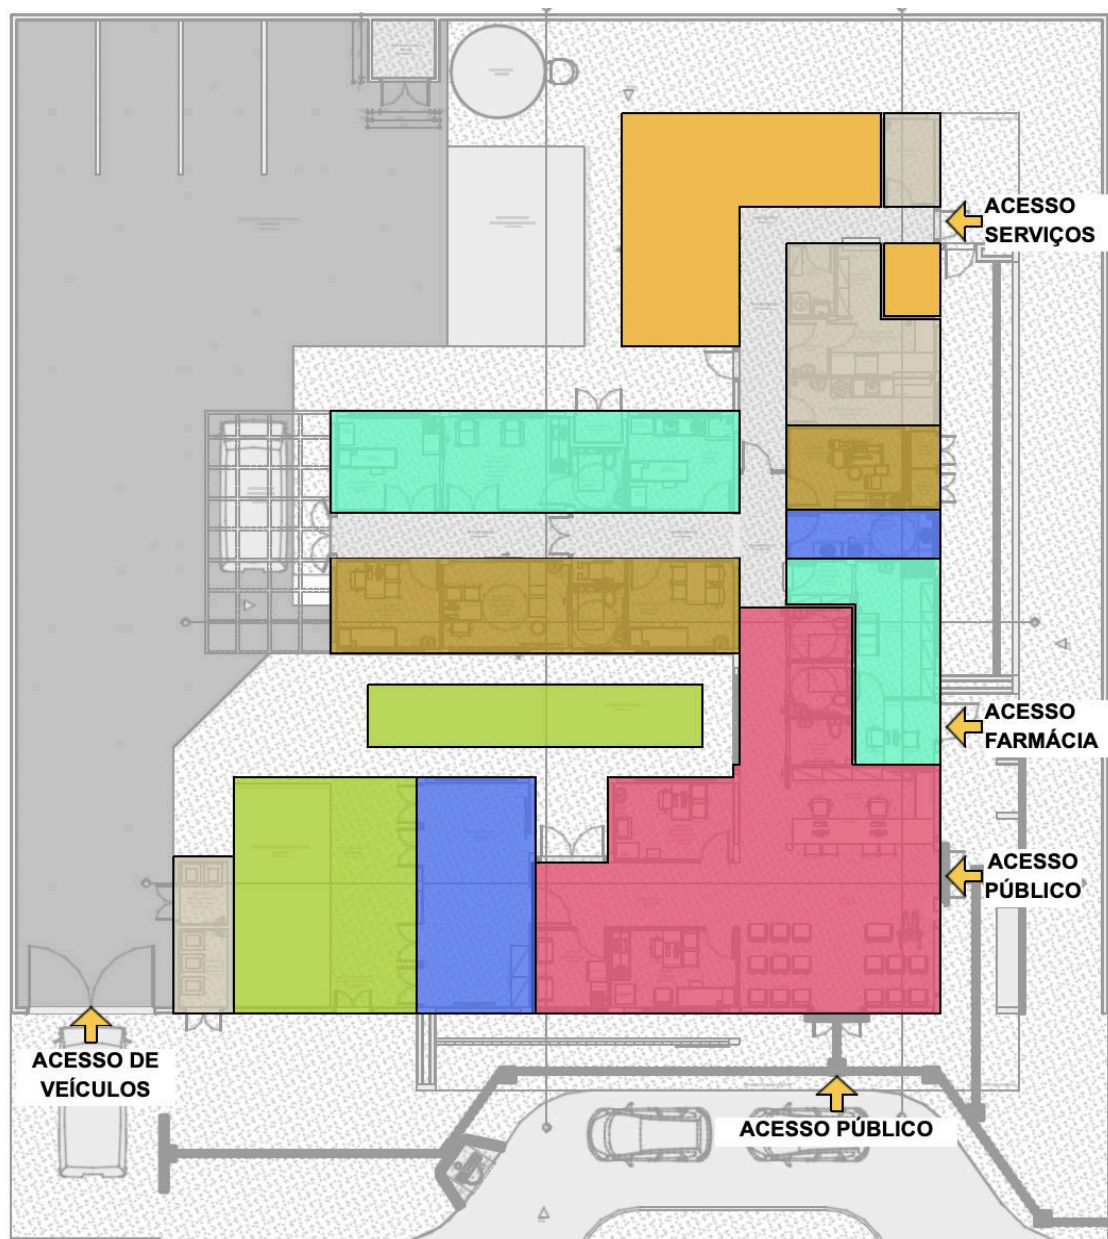 ACESSO
SERVIÇOS
ACESSO
FARMÁCIA
ACESSO
PÚBLICO
ACESSO DE
VEÍCULOS
ACESSO PÚBLICO